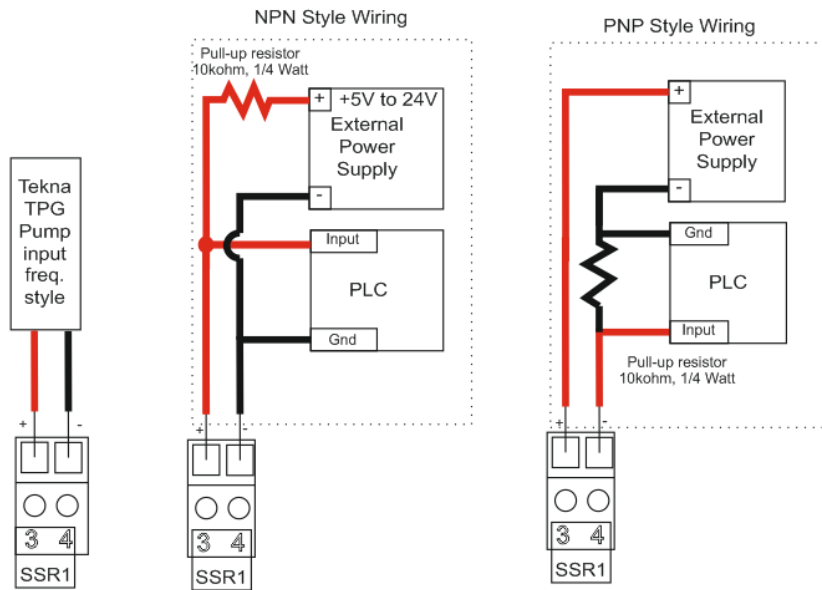 NPN Style Wiring
Pull-up resistor
10kohm, 1/4 Watt
+ +5V to 24V
External
Power
Supply
-
Input
PLC
Gnd
+ -
3 4
SSR1
PNP Style Wiring
+
External
Power
Supply
-
Gnd
PLC
Input
Pull-up resistor
10kohm, 1/4 Watt
+ -
3 4
SSR1
Tekna
TPG
Pump
input
freq.
style
+ -
3 4
SSR1